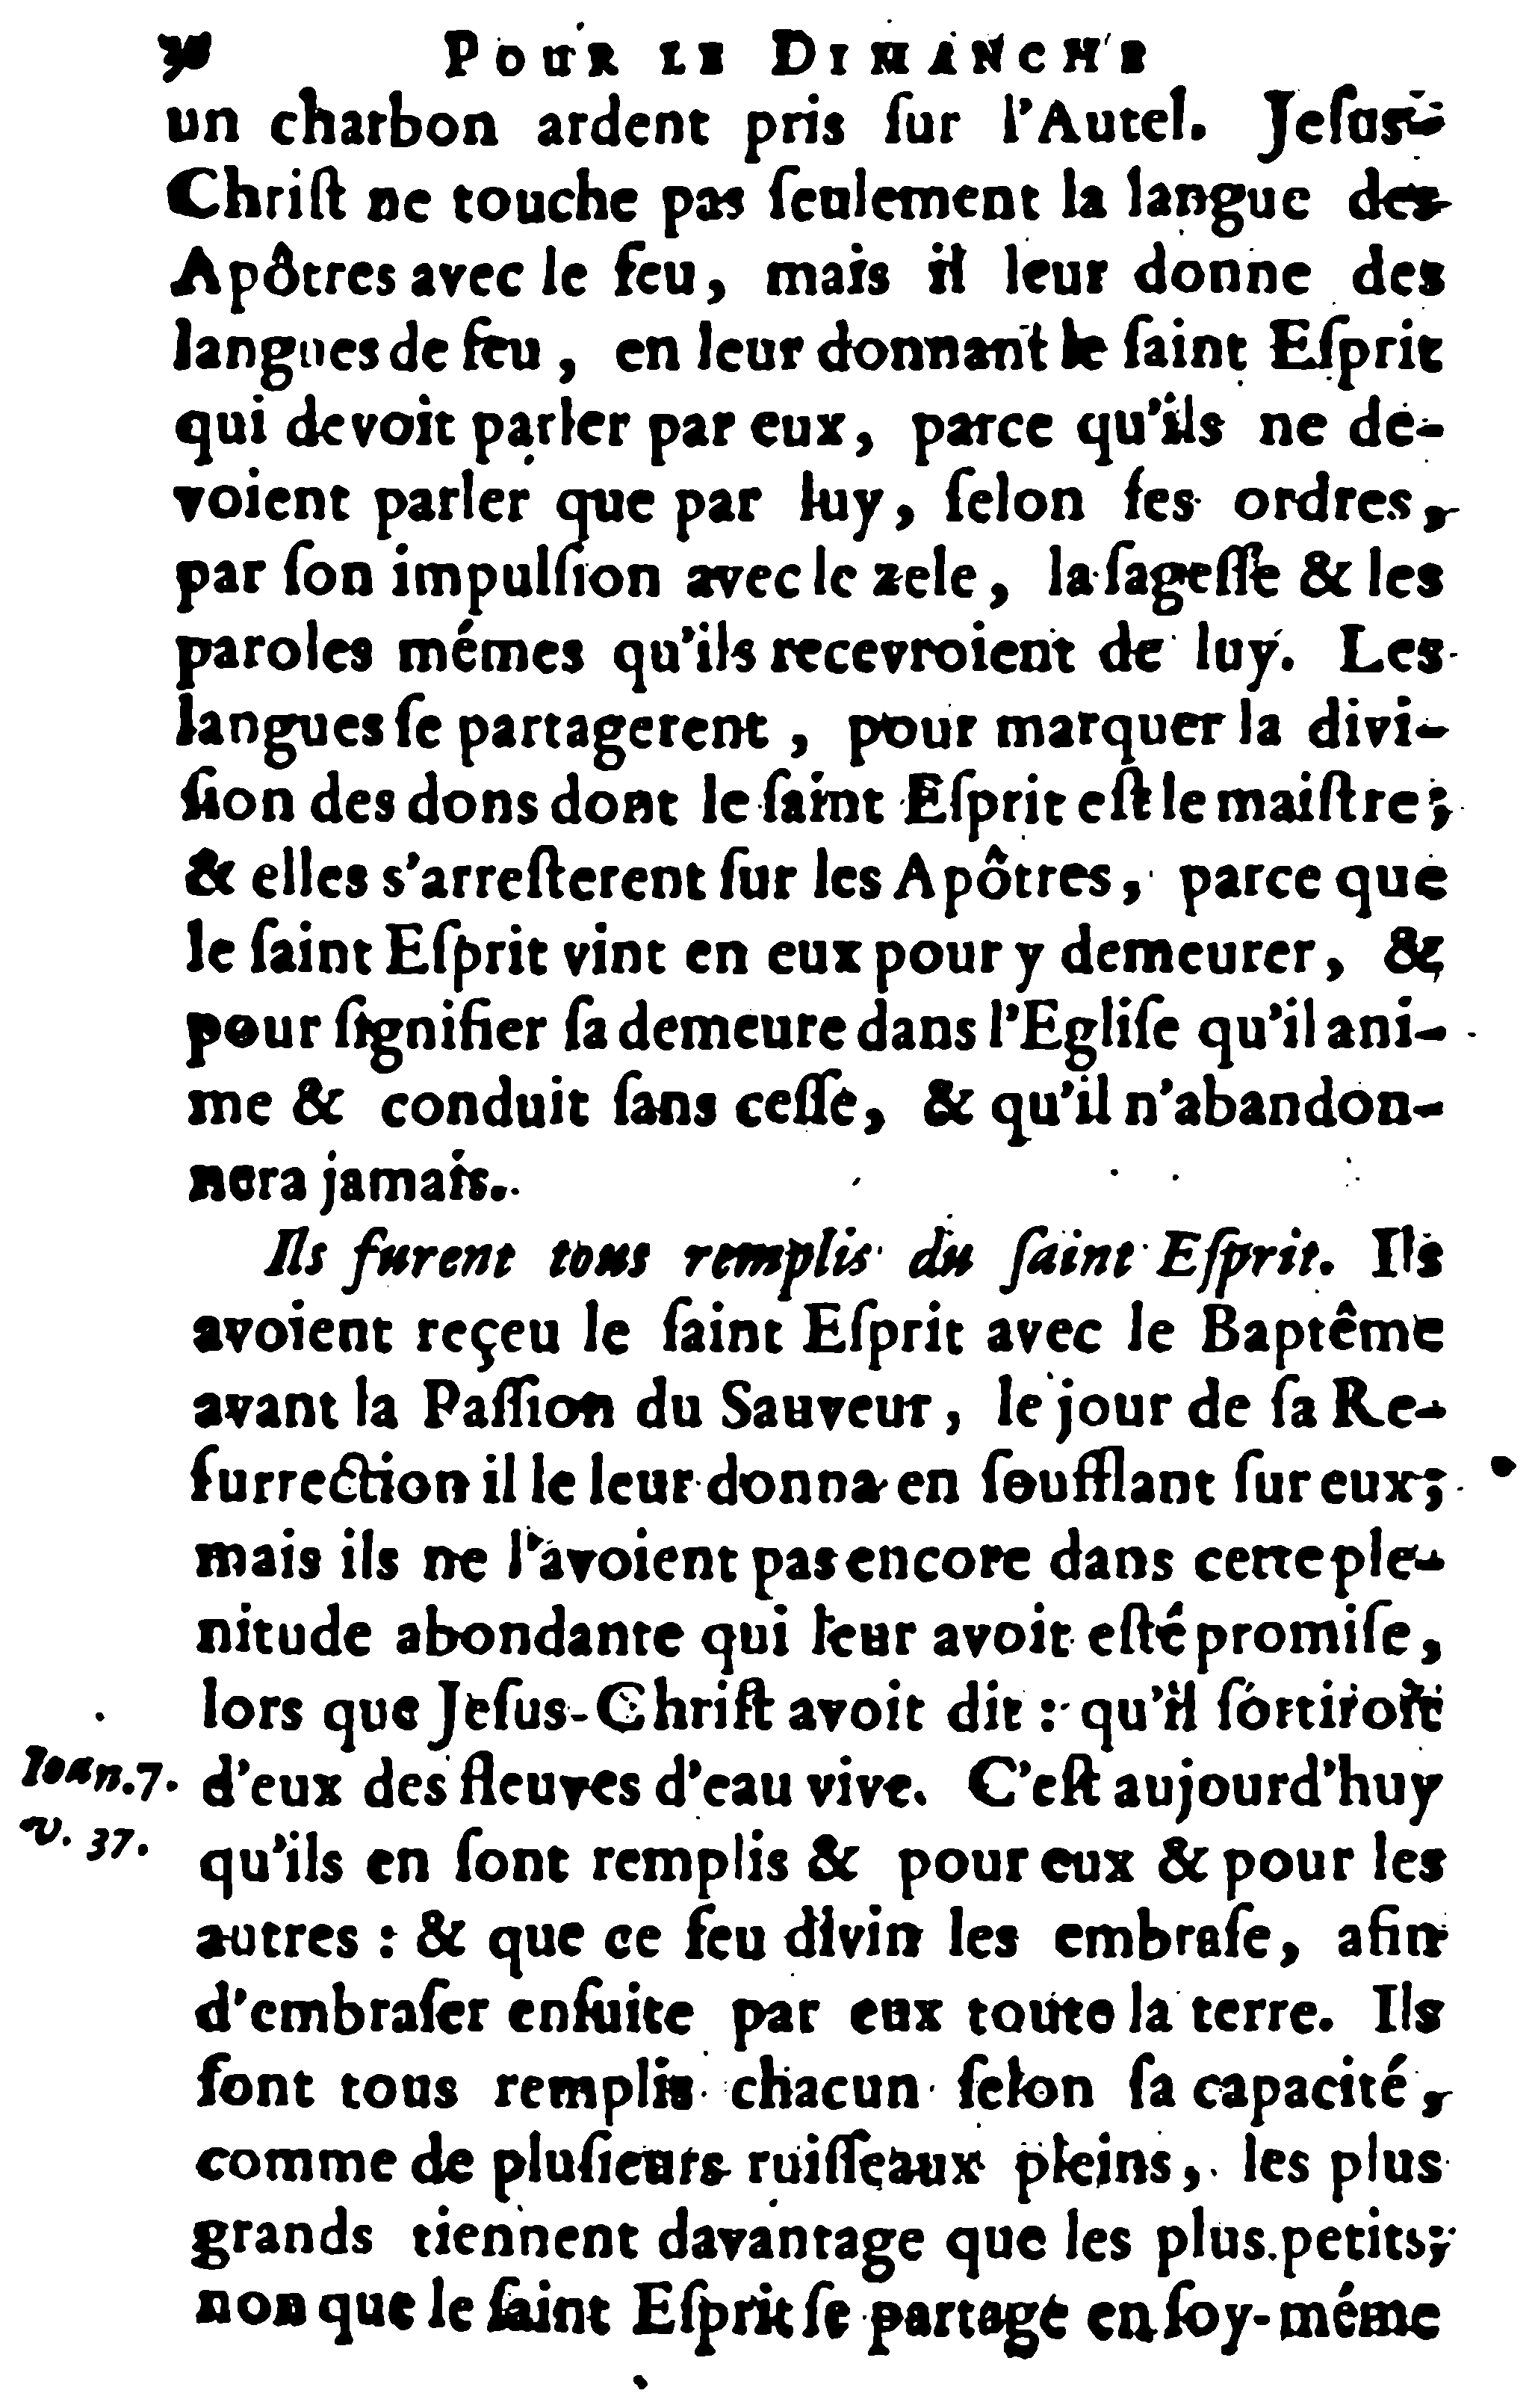 POUR LE DIMANCHE
un charbon ardent pris ſur l'Autel. Jeſus-
Chriſt ne touche pas ſeulement la langue des
Apôtres avec le feu, mais il leur donne des
langues de feu, en leur donnant le ſaint Eſprit
qui devoit parler par eux, parce qu'ils ne de-
voient parler que par luy, ſelon ſes ordres,
par ſon impulſion avec le zele, la ſageſſe & les
paroles mémes qu'ils recevroient de luy. Les
langues ſe partagerent, pour marquer la divi-
ſion des dons dont le ſaint Eſprit eſt le maiſtre;
& elles s'arreſterent ſur les Apôtres, parce que
le ſaint Eſprit vint en eux pour y demeurer, &
pour ſignifier ſa demeure dans l'Egliſe qu'il ani-
me & conduit ſans ceſſe, & qu'il n'abandon-
nera jamais.
Ils furent tous remplis du ſaint Eſprit. Ils
avoient reçeu le ſaint Eſprit avec le Baptême
avant la Paſſion du Sauveur, le jour de ſa Re-
ſurrection il le leur donna en ſoufflant ſur eux;
mais ils ne l'avoient pas encore dans cette ple-
nitude abondante qui leur avoit eſté promiſe,
lors que Jeſus-Chriſt avoit dit : qu'il ſortiroit
Ioan. 7. d'eux des fleuves d'eau vive. C'eſt aujourd'huy
v. 37. qu'ils en ſont remplis & pour eux & pour les
autres : & que ce feu divin les embraſe, afin
d'embraſer enſuite par eux toute la terre. Ils
ſont tous remplis chacun ſelon ſa capacité,
comme de pluſieurs ruiſſeaux pleins, les plus
grands tiennent davantage que les plus petits;
non que le ſaint Eſprit ſe partage en ſoy-méme